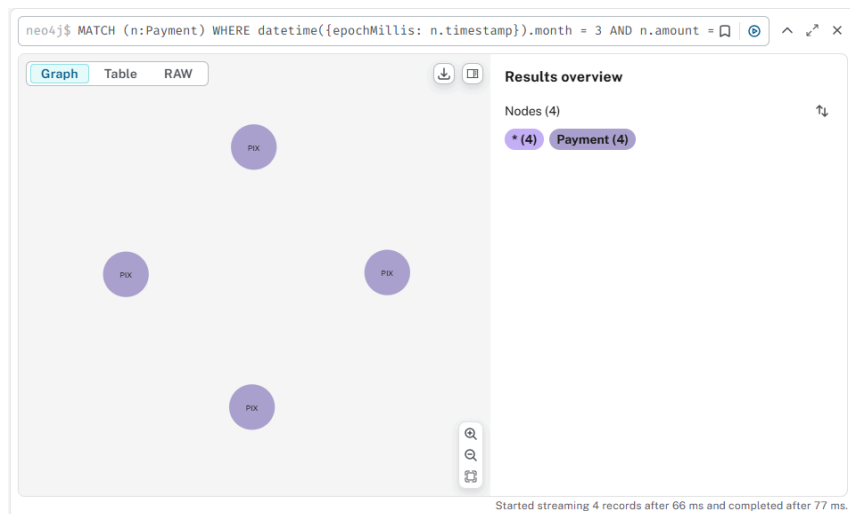 neo4j$ MATCH (n:Payment) WHERE datetime({epochMillis: n.timestamp}).month = 3 AND n.amount =
Graph Table RAW
Results overview
Nodes (4)
* (4) Payment (4)
PIX
PIX
PIX
PIX
Started streaming 4 records after 66 ms and completed after 77 ms.